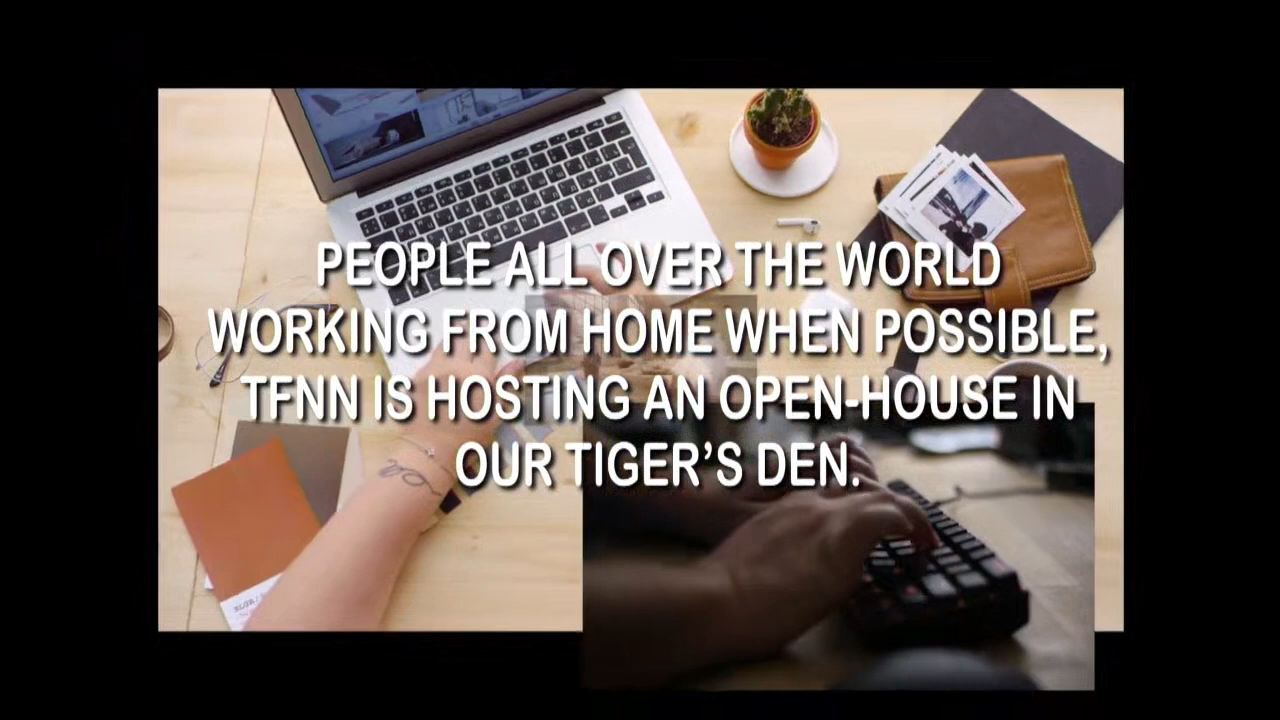 PEOPLE ALL OVER THE WORLD
WORKING FROM HOME WHEN POSSIBLE,
TFNN IS HOSTING AN OPEN-HOUSE IN
OUR TIGER’S DEN.